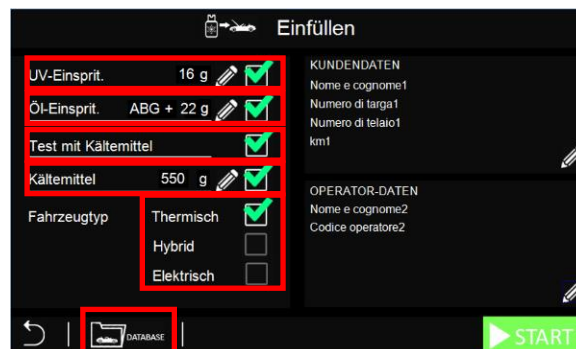 Einfüllen
UV-Einsprit. 16 g
Öl-Einsprit. ABG + 22 g
Test mit Kältemittel
Kältemittel 550 g
Fahrzeugtyp Thermisch
Hybrid
Elektrisch
KUNDENDATEN
Nome e cognome1
Numero di targa1
Numero di telaio1
km1
OPERATOR-DATEN
Nome e cognome2
Codice operatore2
DATABASE
START